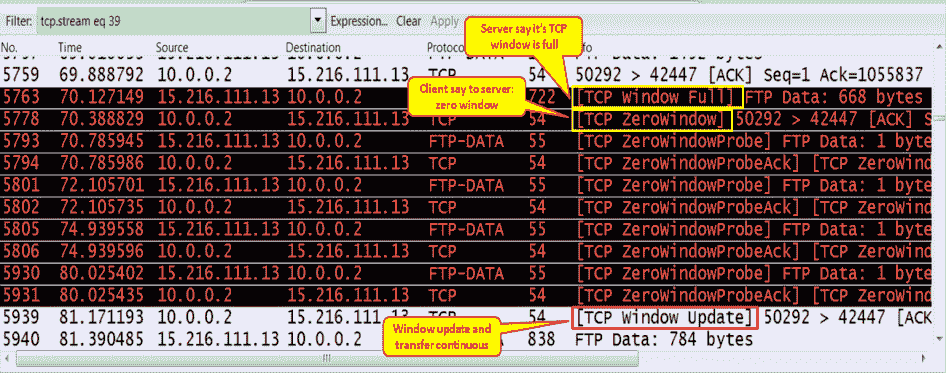 Filter: tcp.stream eq 39 Expression... Clear Apply
Server say it's TCP
window is full
No. Time Source Destination Protoco fo
5759 69.888792 10.0.0.2 15.216.111.13 TCP 54 50292 > 42447 [ACK] Seq=1 Ack=1055837
Client say to server:
zero window
5763 70.127149 15.216.111.13 10.0.0.2 722 [TCP Window Full] FTP Data: 668 bytes
5778 70.388829 10.0.0.2 15.216.111.13 TCP 54 [TCP ZeroWindow] 50292 > 42447 [ACK] S
5793 70.785945 15.216.111.13 10.0.0.2 FTP-DATA 55 [TCP ZeroWindowProbe] FTP Data: 1 byte
5794 70.785986 10.0.0.2 15.216.111.13 TCP 54 [TCP ZeroWindowProbeAck] [TCP ZeroWind
5801 72.105701 15.216.111.13 10.0.0.2 FTP-DATA 55 [TCP ZeroWindowProbe] FTP Data: 1 byte
5802 72.105735 10.0.0.2 15.216.111.13 TCP 54 [TCP ZeroWindowProbeAck] [TCP ZeroWind
5805 74.939558 15.216.111.13 10.0.0.2 FTP-DATA 55 [TCP ZeroWindowProbe] FTP Data: 1 byte
5806 74.939596 10.0.0.2 15.216.111.13 TCP 54 [TCP ZeroWindowProbeAck] [TCP ZeroWind
5930 80.025402 15.216.111.13 10.0.0.2 FTP-DATA 55 [TCP ZeroWindowProbe] FTP Data: 1 byte
5931 80.025435 10.0.0.2 15.216.111.13 TCP 54 [TCP ZeroWindowProbeAck] [TCP ZeroWind
5939 81.171193 10.0.0.2 15.216.111.13 TCP 54 [TCP Window Update] 50292 > 42447 [ACK
Window update and
transfer continuous
5940 81.390485 15.216.111.13 10.0.0.2 838 FTP Data: 784 bytes